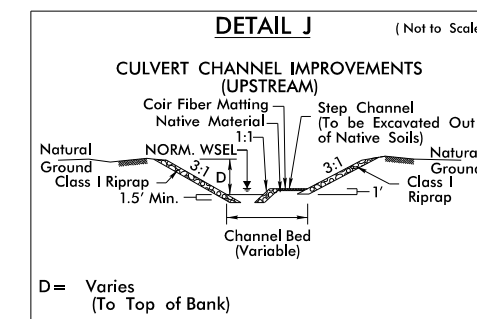 DETAIL J
( Not to Scale
CULVERT CHANNEL IMPROVEMENTS
(UPSTREAM)
Coir Fiber Matting
Native Material
1:1
Step Channel
(To be Excavated Out
of Native Soils)
Natural
Ground
NORM. WSEL
3:1
D
3:1
Natura
Ground
Class I Riprap
1.5' Min.
1'
Class I
Riprap
Channel Bed
(Variable)
D= Varies
(To Top of Bank)